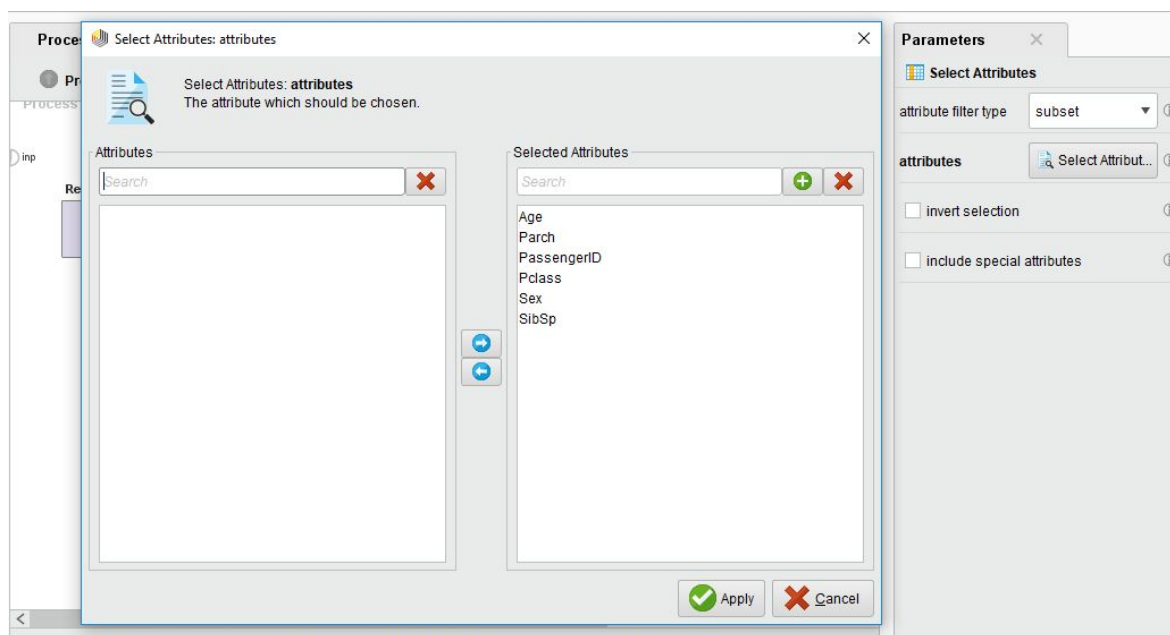 Proce
Select Attributes: attributes
Parameters
Pr
Select Attributes: attributes
The attribute which should be chosen.
Select Attributes
Process
attribute filter type
subset
inp
Attributes
Selected Attributes
attributes
Select Attribut...
Search
Search
Re
Age
Parch
PassengerID
Pclass
Sex
SibSp
invert selection
include special attributes
Apply
Cancel